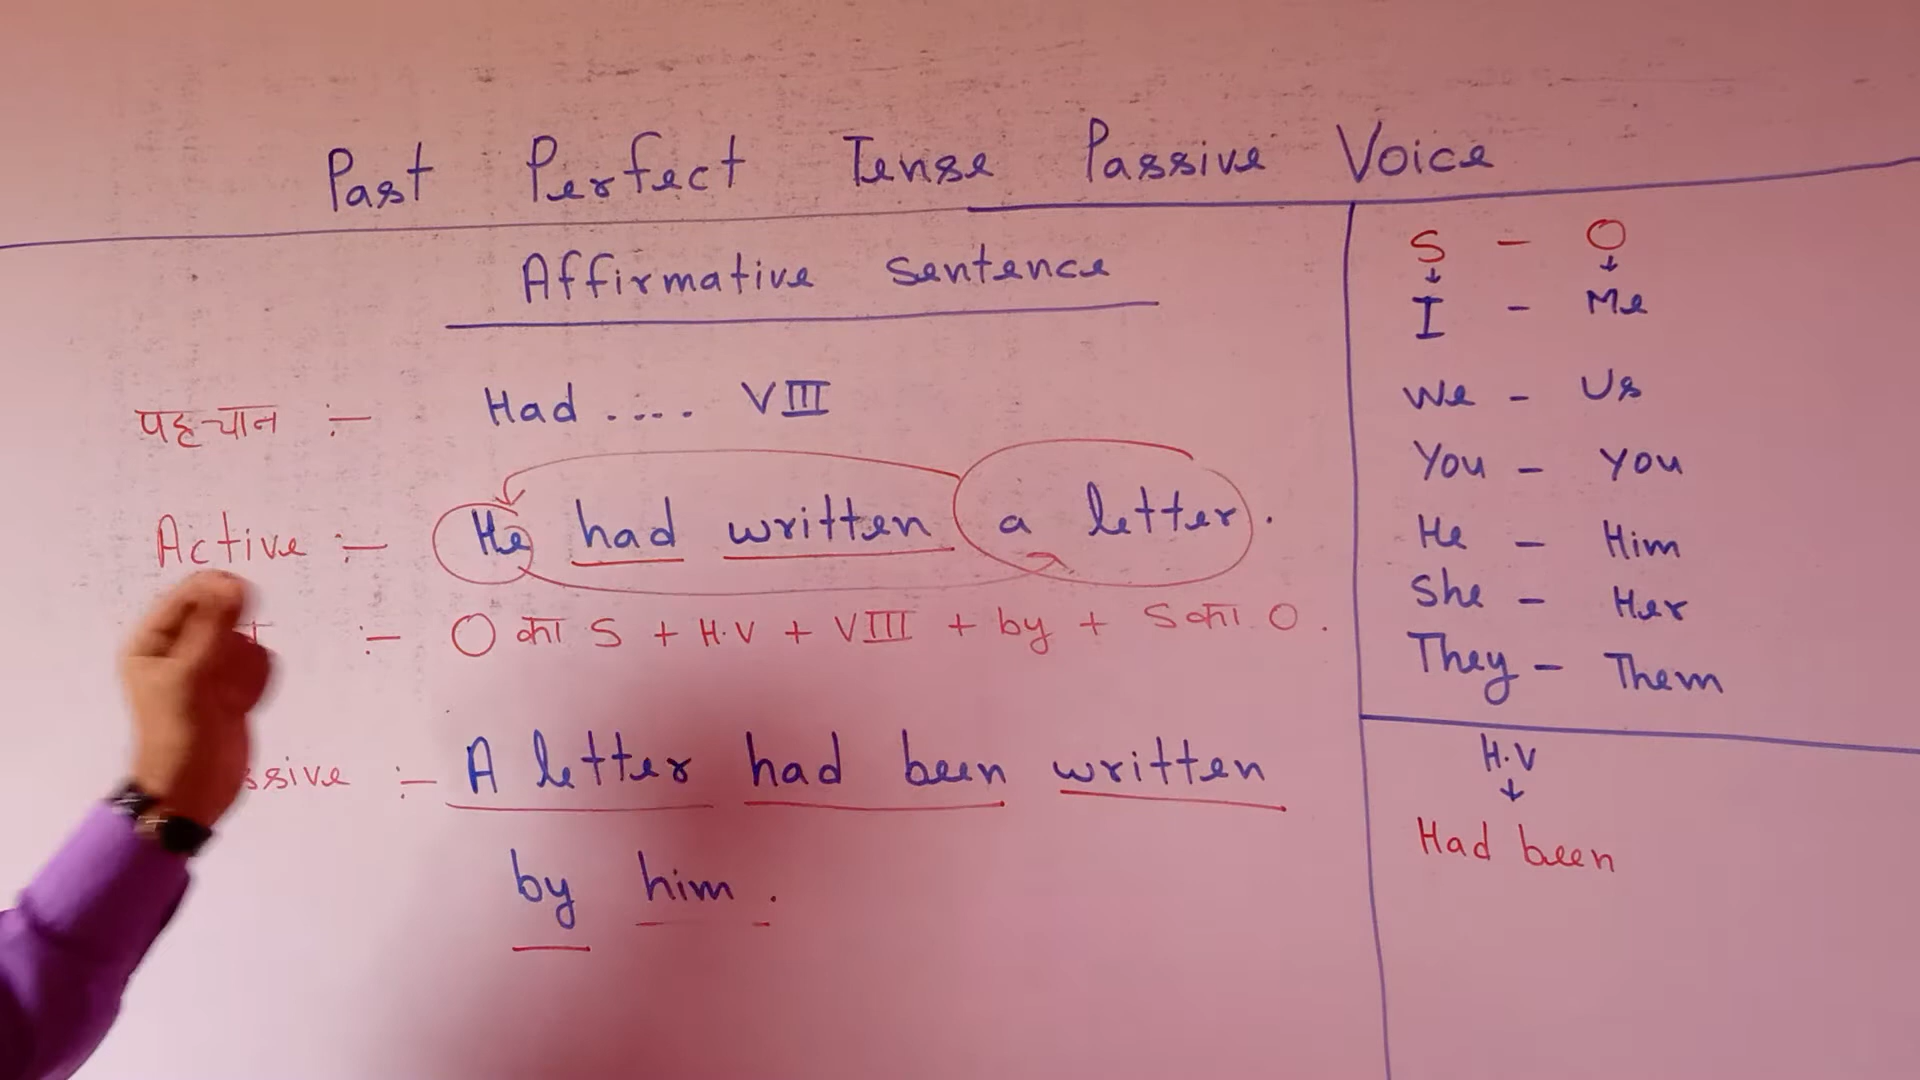 Past Perfect Tense Passive Voice
Affirmative sentence
पहचान :- Had .... VIII
Active :- He had written a letter.
:- O का S + H.V + VIII + by + S का O.
:- A letter had been written
by him.
S - O
I - Me
We - Us
You - You
He - Him
She - Her
They - Them
H.V
Had been